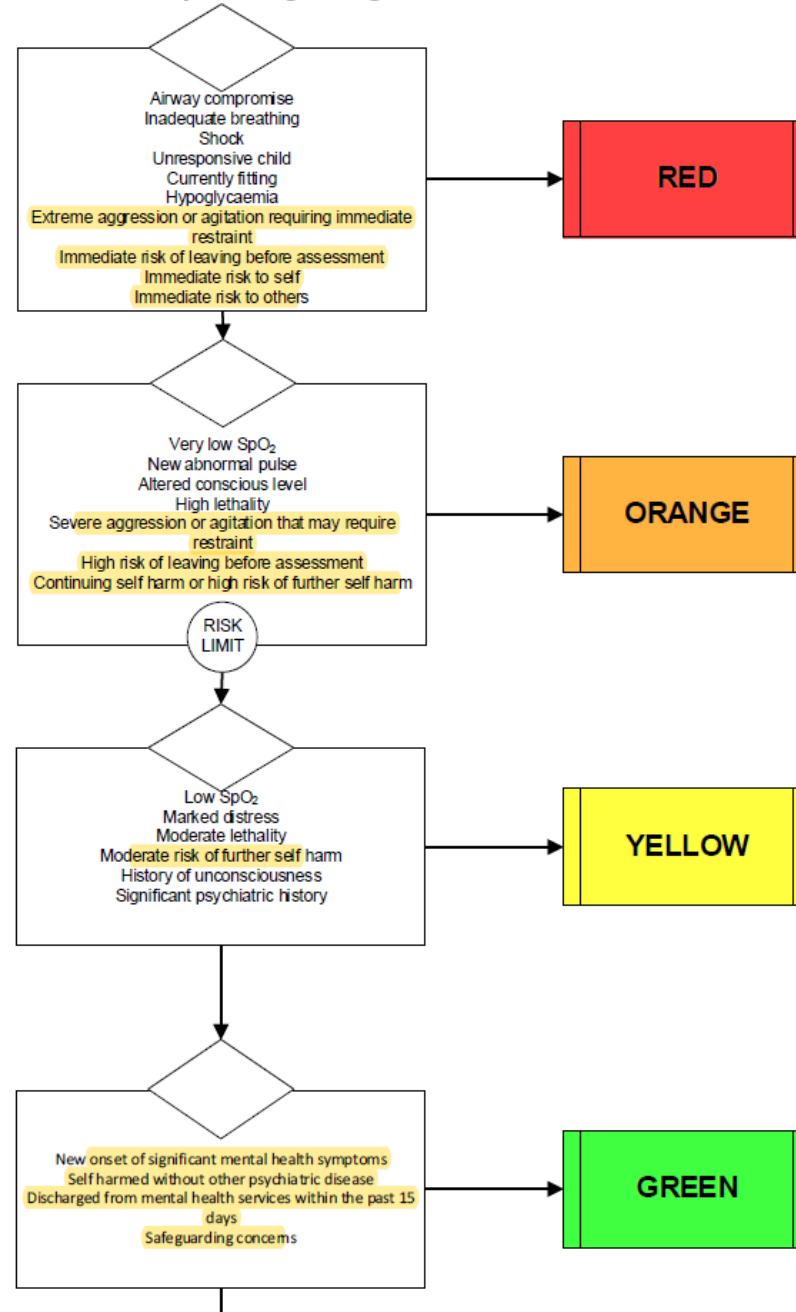 Airway compromise
Inadequate breathing
Shock
Unresponsive child
Currently fitting
Hypoglycaemia
Extreme aggression or agitation requiring immediate
restraint
Immediate risk of leaving before assessment
Immediate risk to self
Immediate risk to others
RED
Very low SpO₂
New abnormal pulse
Altered conscious level
High lethality
Severe aggression or agitation that may require
restraint
High risk of leaving before assessment
Continuing self harm or high risk of further self harm
ORANGE
RISK
LIMIT
Low SpO₂
Marked distress
Moderate lethality
Moderate risk of further self harm
History of unconsciousness
Significant psychiatric history
YELLOW
New onset of significant mental health symptoms
Self harmed without other psychiatric disease
Discharged from mental health services within the past 15
days
Safeguarding concerns
GREEN